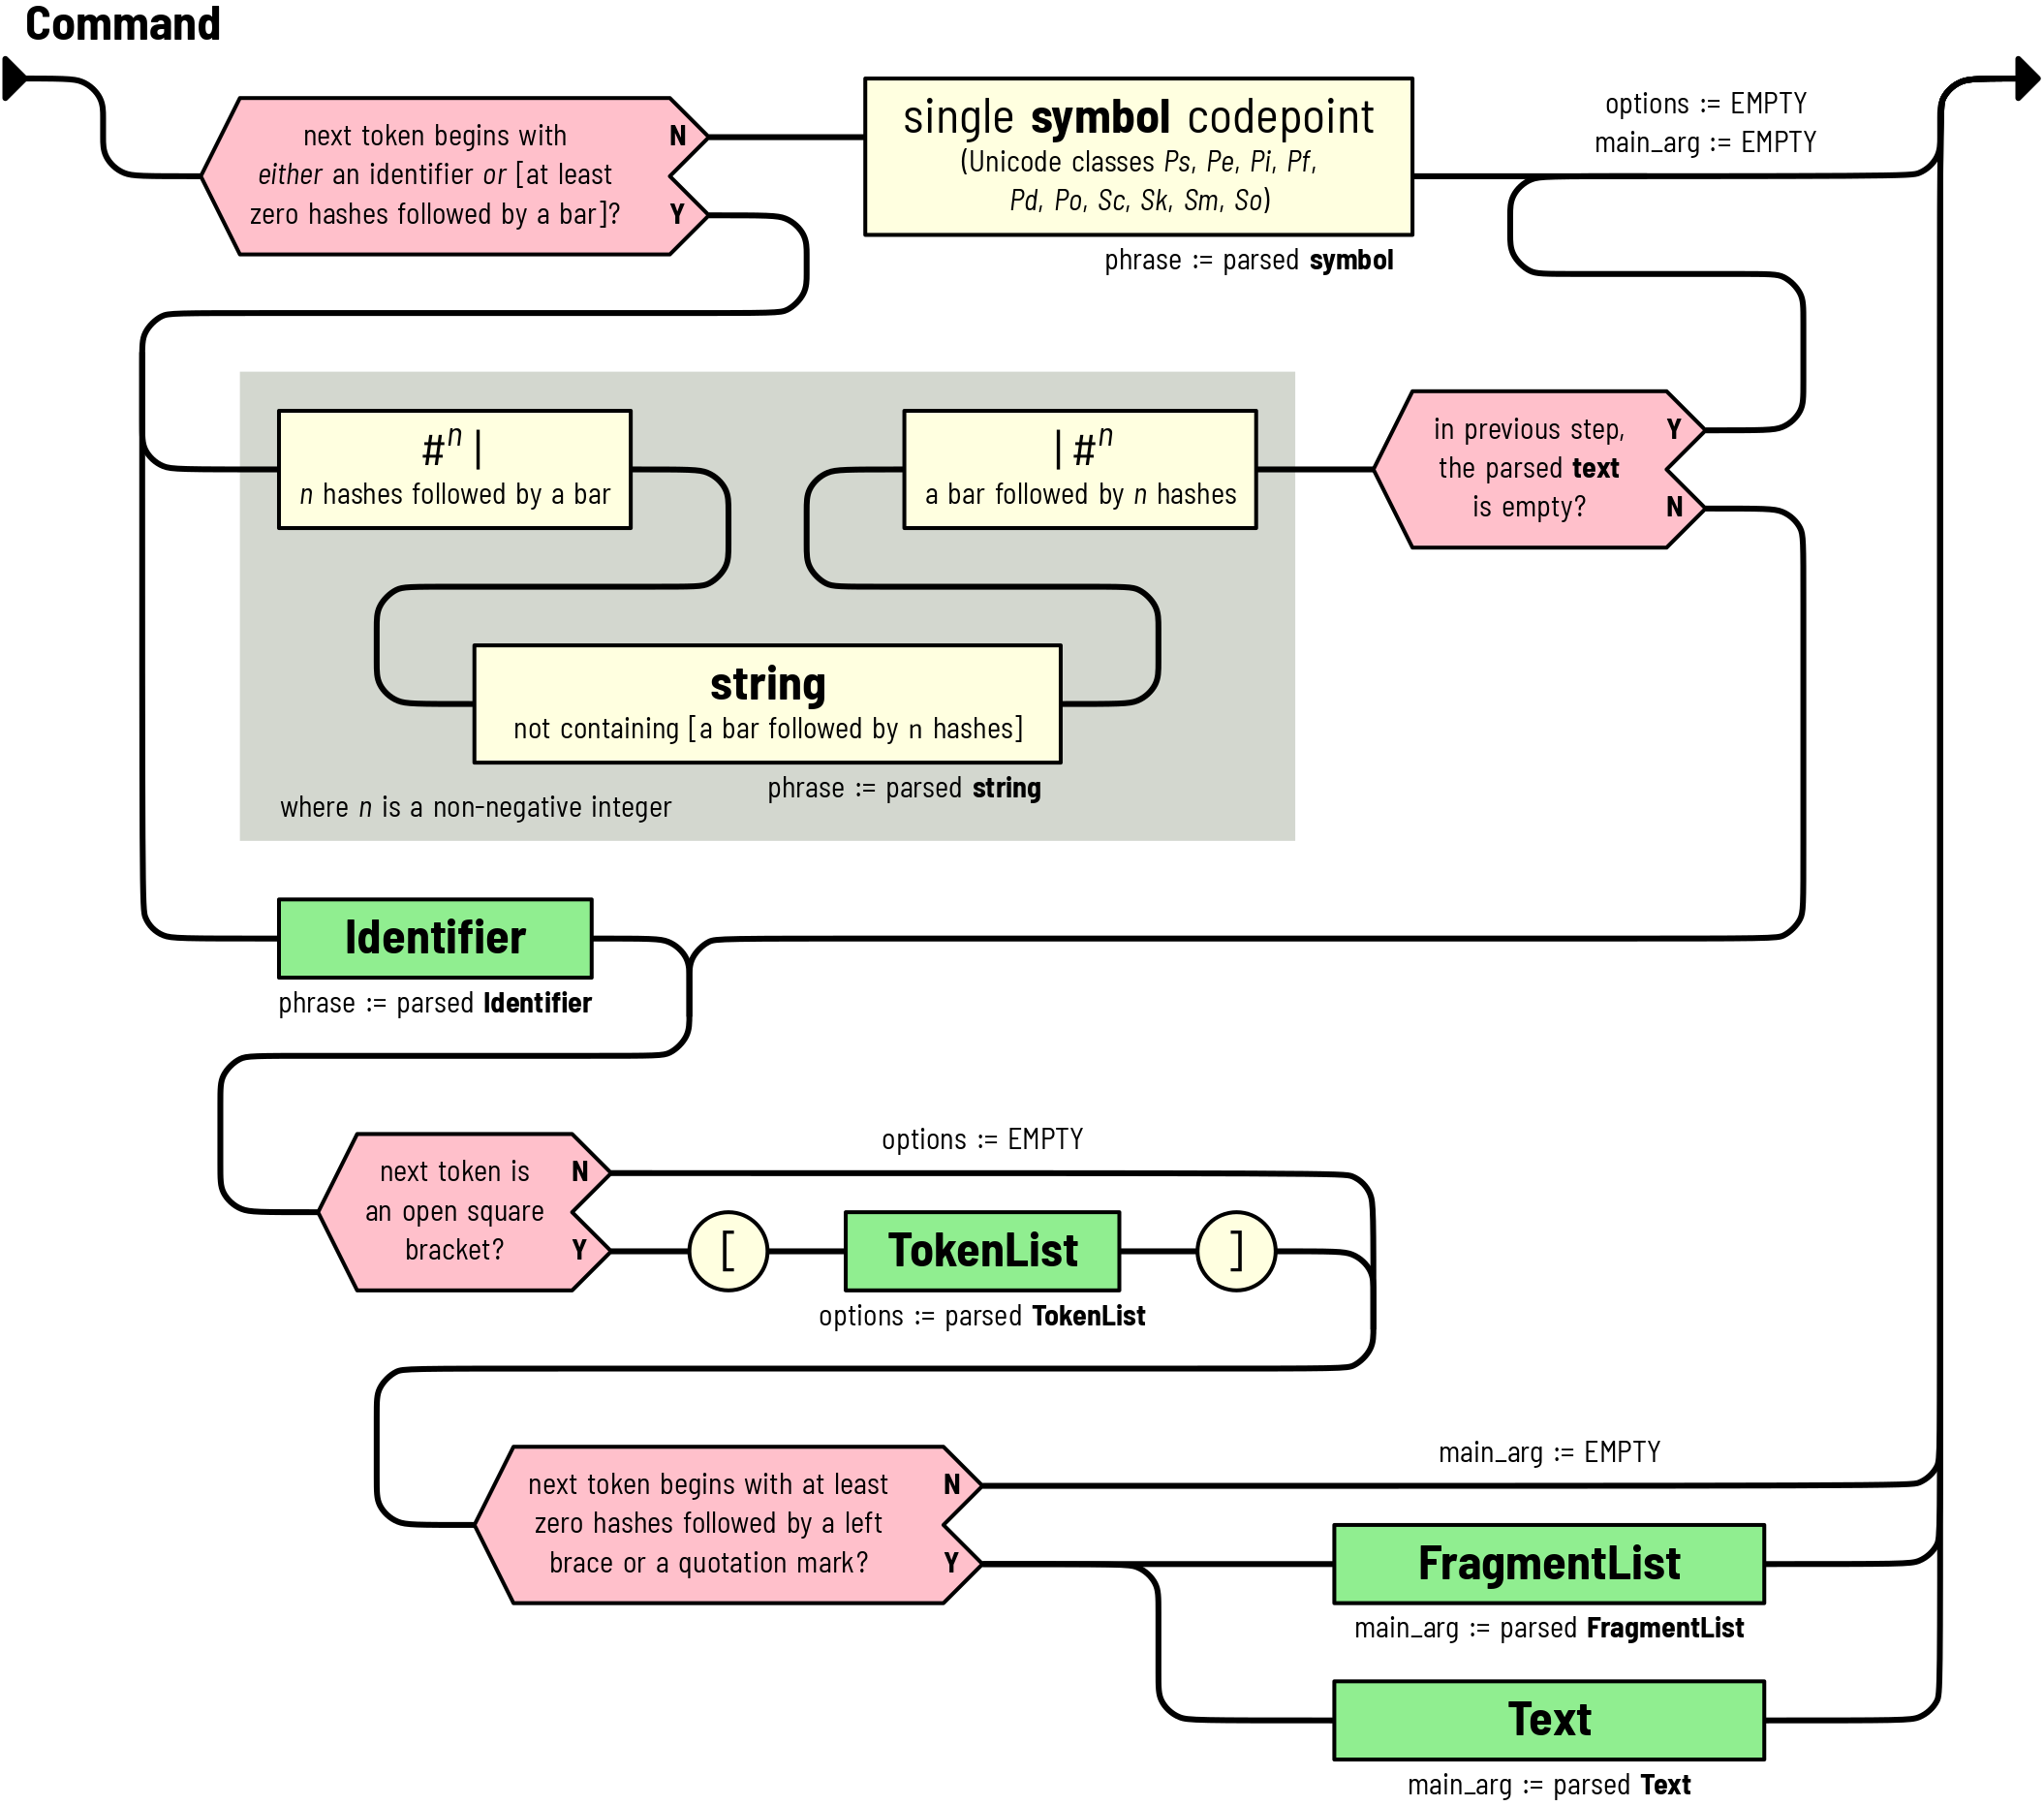 Command
next token begins with
either an identifier or [at least
zero hashes followed by a bar]?
N
Y
single symbol codepoint
(Unicode classes Ps, Pe, Pi, Pf,
Pd, Po, Sc, Sk, Sm, So)
phrase := parsed symbol
options := EMPTY
main_arg := EMPTY
#n |
n hashes followed by a bar
| #n
a bar followed by n hashes
string
not containing [a bar followed by n hashes]
phrase := parsed string
where n is a non-negative integer
in previous step,
the parsed text
is empty?
Y
N
Identifier
phrase := parsed Identifier
next token is
an open square
bracket?
N
Y
options := EMPTY
[
TokenList
]
options := parsed TokenList
next token begins with at least
zero hashes followed by a left
brace or a quotation mark?
N
Y
main_arg := EMPTY
FragmentList
main_arg := parsed FragmentList
Text
main_arg := parsed Text